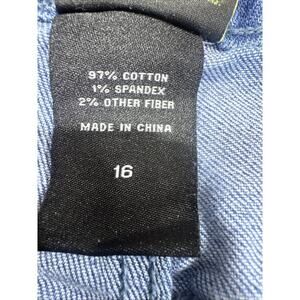 97% COTTON
1% SPANDEX
2% OTHER FIBER
MADE IN CHINA
16